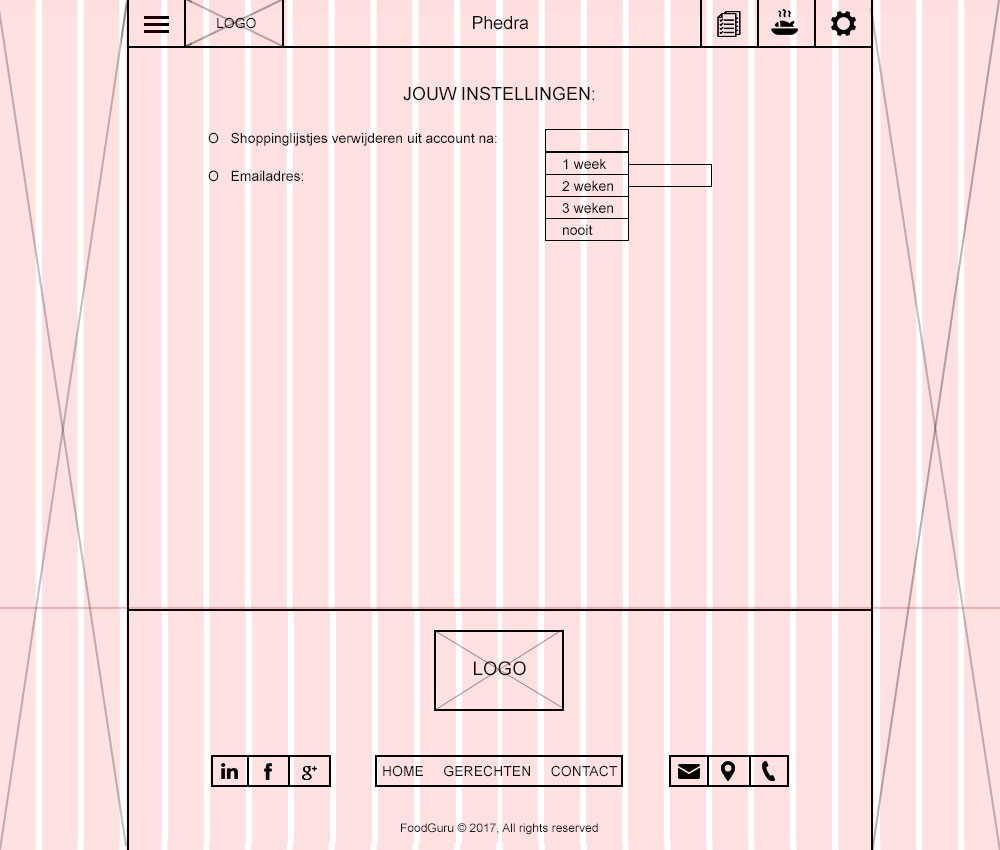 LOGO
Phedra
JOUW INSTELLINGEN:
O Shoppinglijstjes verwijderen uit account na:
1 week
O Emailadres:
2 weken
3 weken
nooit
LOGO
in f g+
HOME GERECHTEN CONTACT
FoodGuru © 2017, All rights reserved